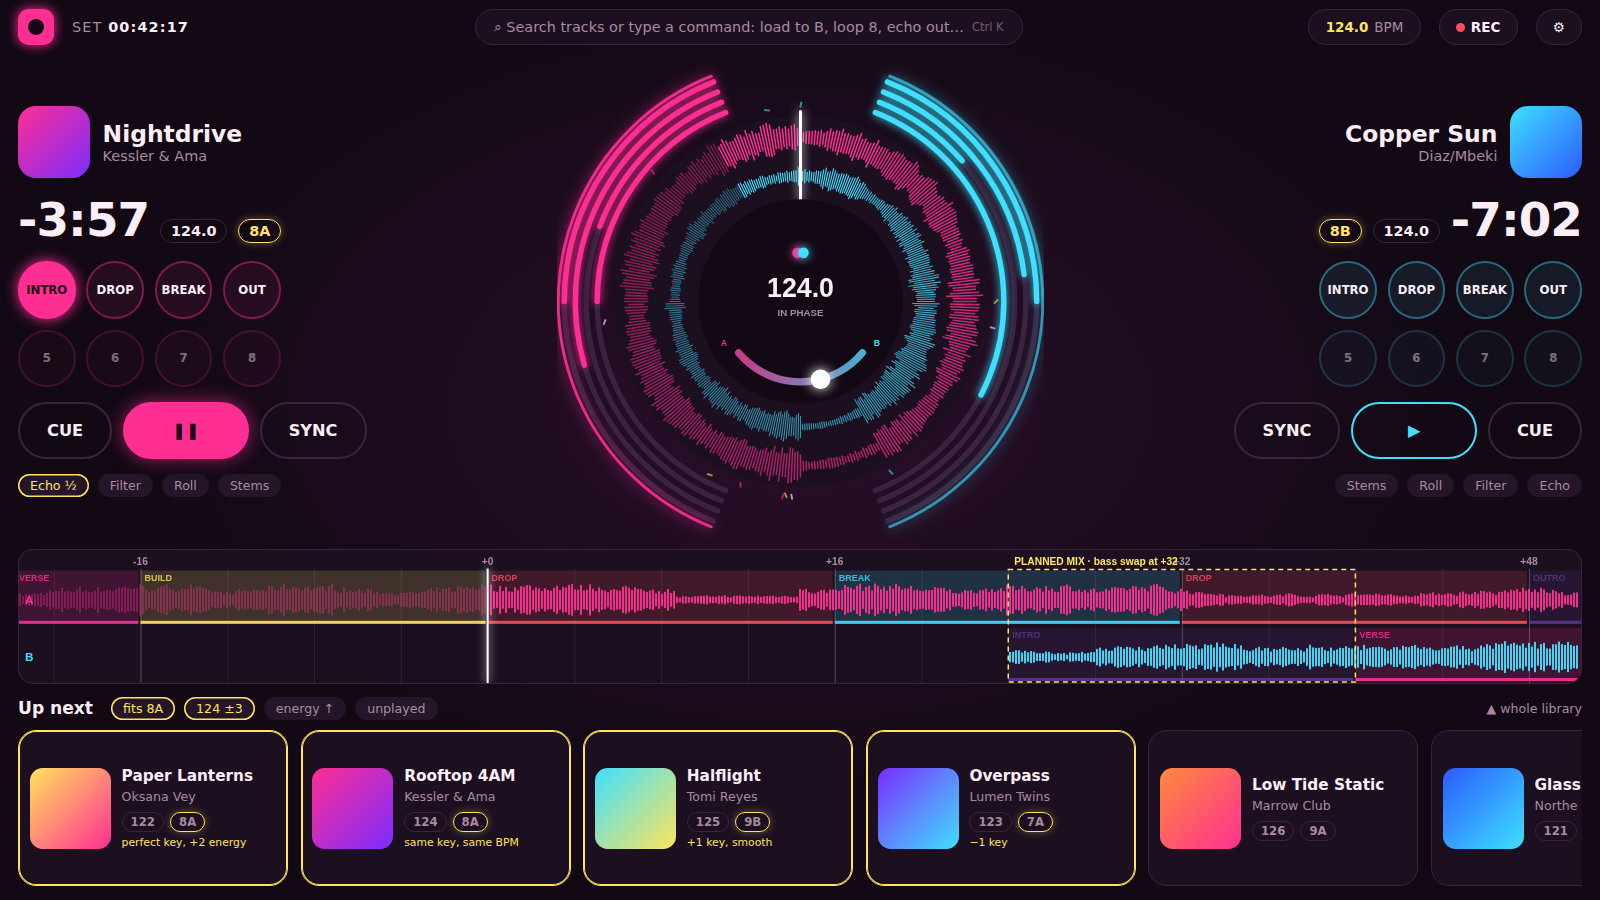 SET 00:42:17
⌕ Search tracks or type a command: load to B, loop 8, echo out… Ctrl K
124.0 BPM
REC
⚙
Nightdrive
Kessler & Ama
-3:57 124.0 8A
INTRO DROP BREAK OUT
5 6 7 8
CUE ❚❚ SYNC
Echo ½ Filter Roll Stems
124.0
IN PHASE
A B
Copper Sun
Diaz/Mbeki
8B 124.0 -7:02
INTRO DROP BREAK OUT
5 6 7 8
SYNC ▶ CUE
Stems Roll Filter Echo
-16 +0 +16 PLANNED MIX · bass swap at +32 +48
VERSE BUILD DROP BREAK DROP OUTRO
A
INTRO VERSE
B
Up next fits 8A 124 ±3 energy ↑ unplayed ▲ whole library
Paper Lanterns
Oksana Vey
122 8A
perfect key, +2 energy
Rooftop 4AM
Kessler & Ama
124 8A
same key, same BPM
Halflight
Tomi Reyes
125 9B
+1 key, smooth
Overpass
Lumen Twins
123 7A
−1 key
Low Tide Static
Marrow Club
126 9A
Glass
Northe
121